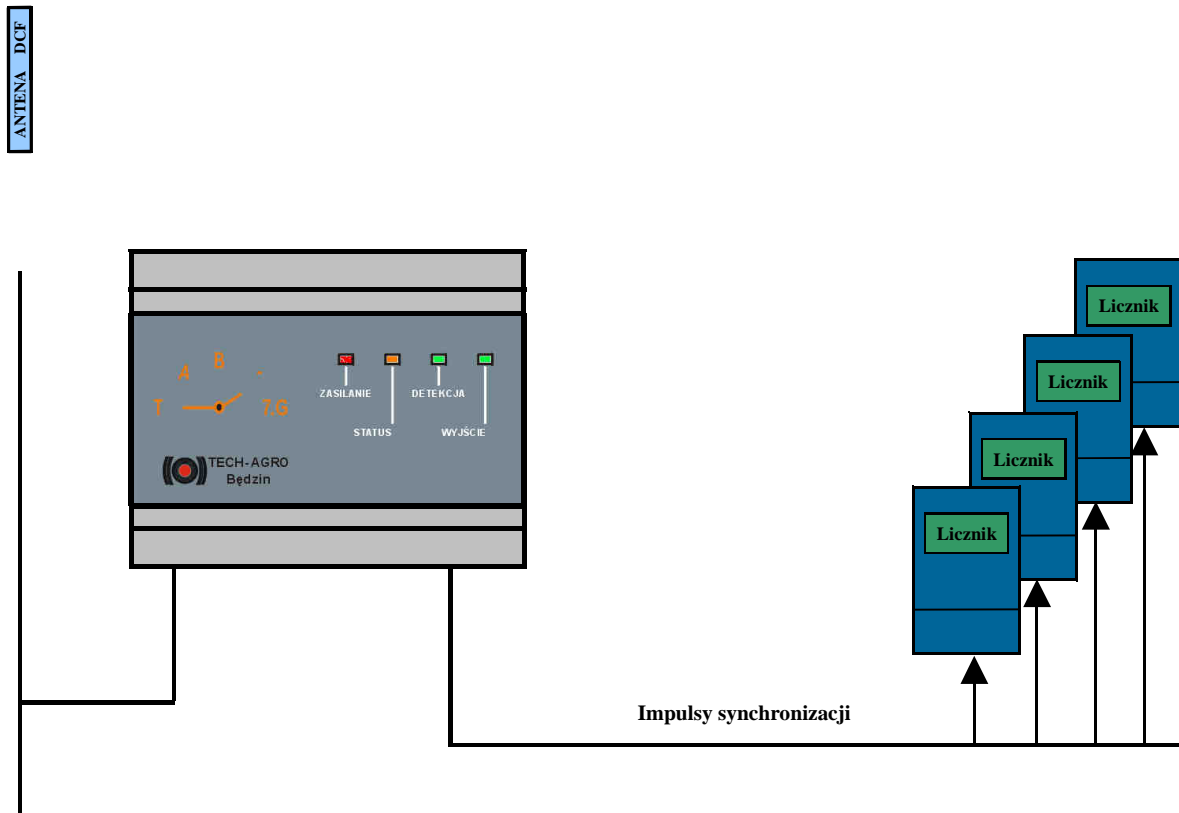 ANTENA DCF
T A B - 7.G
ZASILANIE
DETEKCJA
STATUS
WYJŚCIE
TECH-AGRO
Będzin
Licznik
Licznik
Licznik
Licznik
Impulsy synchronizacji